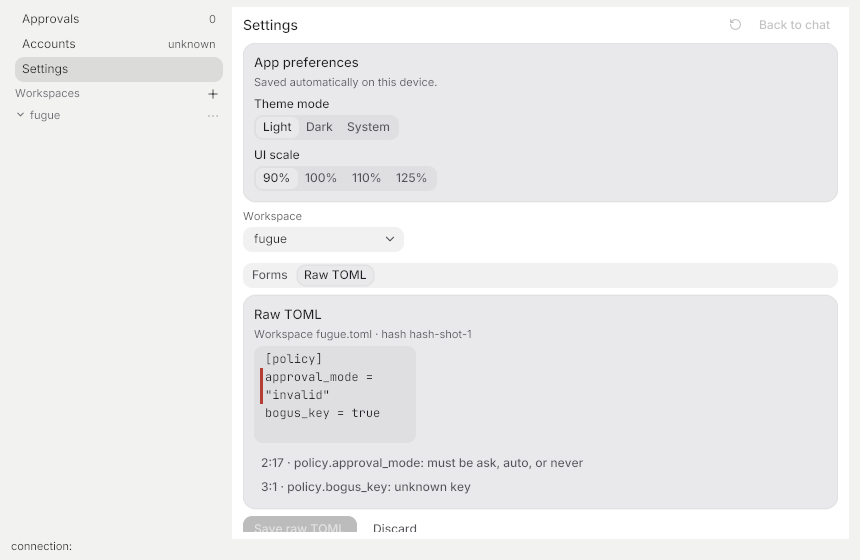 Approvals 0
Accounts unknown
Settings
Workspaces +
fugue ...
connection:
Settings
Back to chat
App preferences
Saved automatically on this device.
Theme mode
Light Dark System
UI scale
90% 100% 110% 125%
Workspace
fugue
Forms Raw TOML
Raw TOML
Workspace fugue.toml · hash hash-shot-1
[policy]
approval_mode =
"invalid"
bogus_key = true
2:17 · policy.approval_mode: must be ask, auto, or never
3:1 · policy.bogus_key: unknown key
Save raw TOML Discard